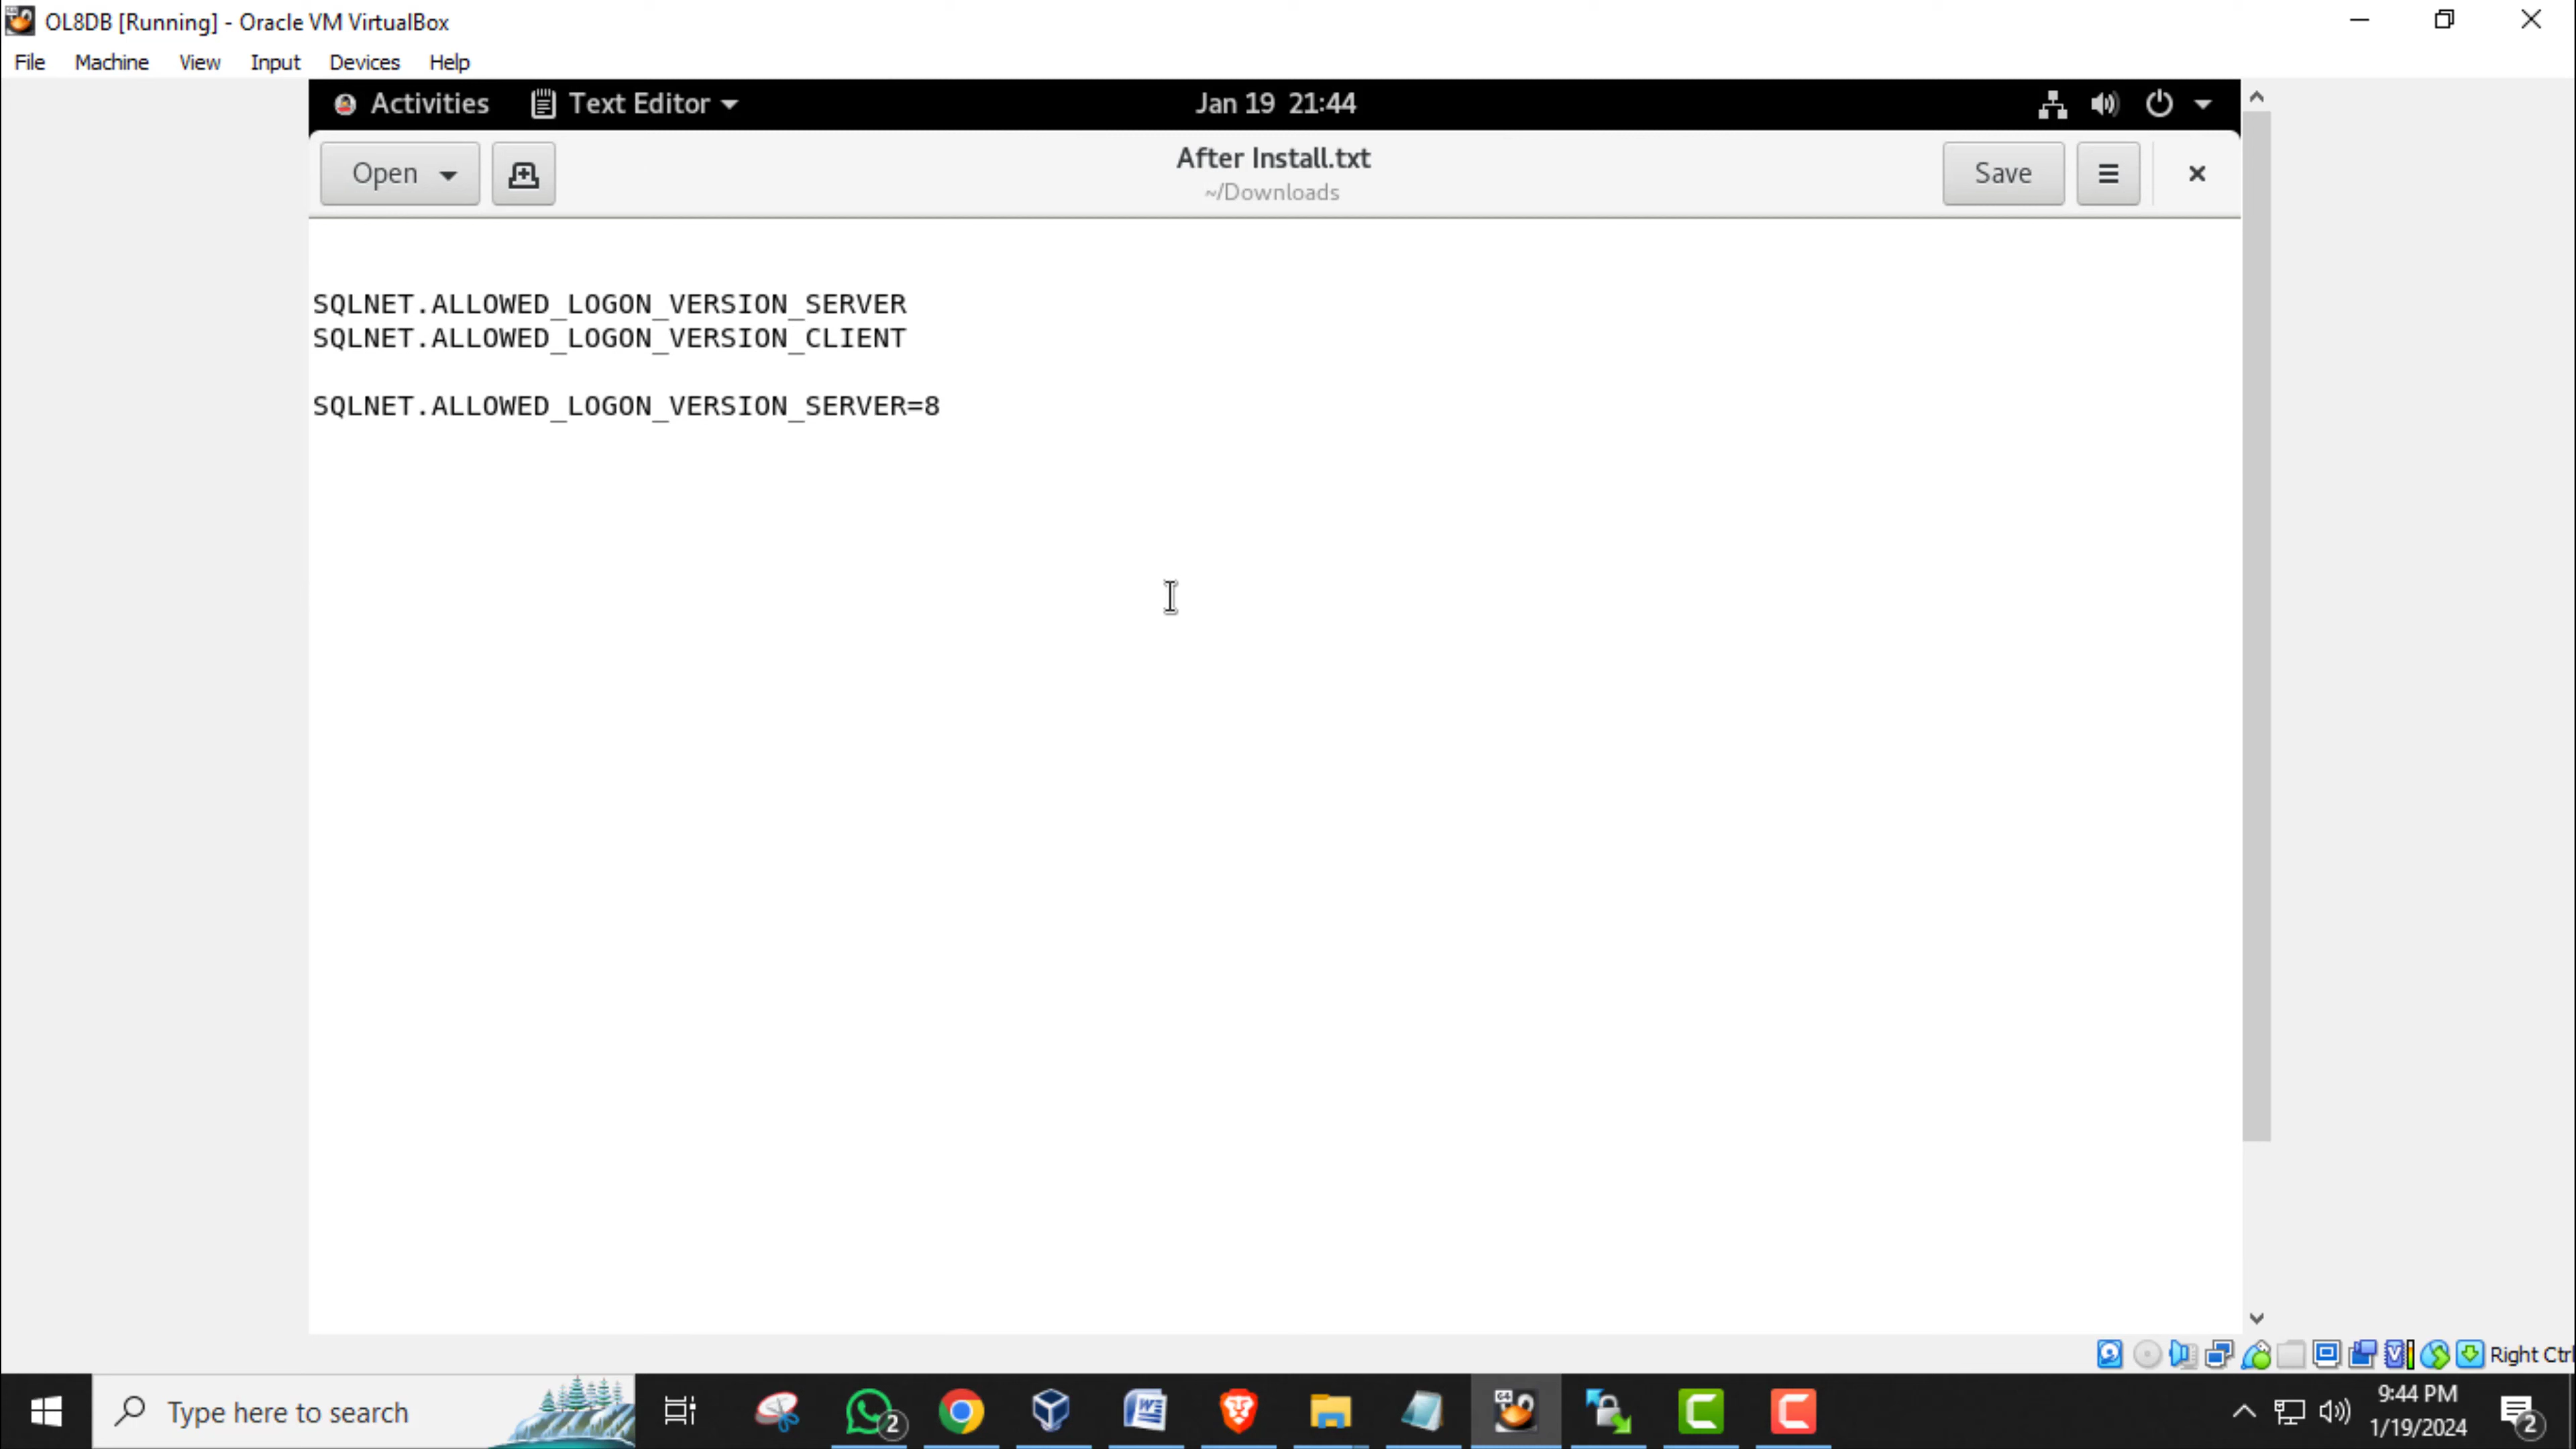 OL8DB [Running] - Oracle VM VirtualBox
File Machine View Input Devices Help
Activities Text Editor Jan 19 21:44
Open After Install.txt Save
~/Downloads
SQLNET.ALLOWED_LOGON_VERSION_SERVER
SQLNET.ALLOWED_LOGON_VERSION_CLIENT
SQLNET.ALLOWED_LOGON_VERSION_SERVER=8
Right Ctrl
Type here to search 2 9:44 PM
1/19/2024 2